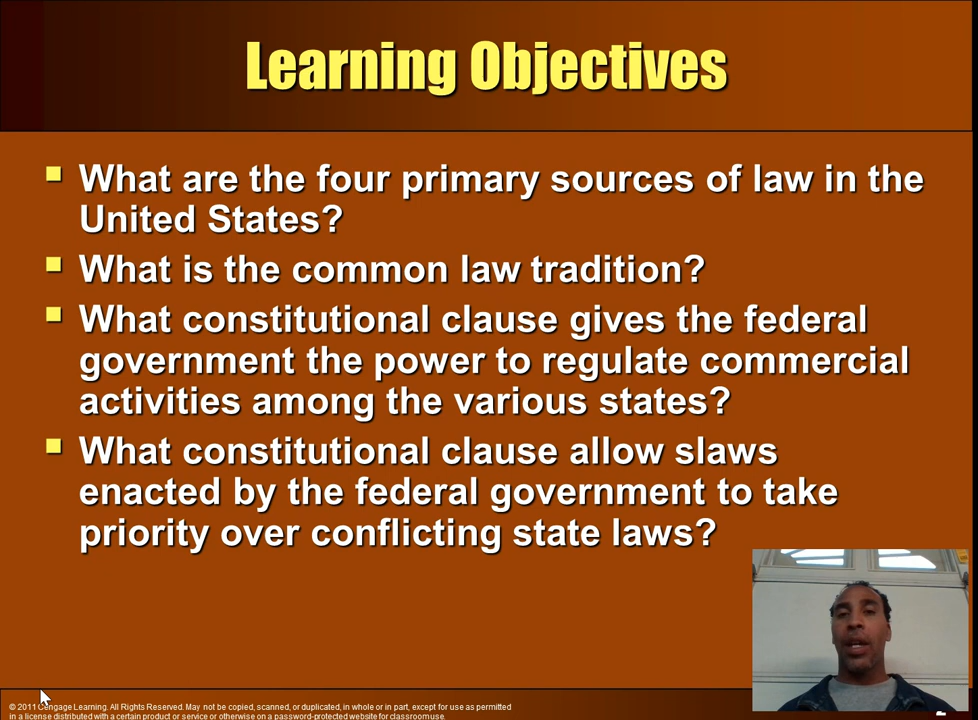 Learning Objectives
What are the four primary sources of law in the
United States?
What is the common law tradition?
What constitutional clause gives the federal
government the power to regulate commercial
activities among the various states?
What constitutional clause allow slaws
enacted by the federal government to take
priority over conflicting state laws?
© 2011 Cengage Learning. All Rights Reserved. May not be copied, scanned, or duplicated, in whole or in part, except for use as permitted
in a license distributed with a certain product or service or otherwise on a password-protected website for classroom use.